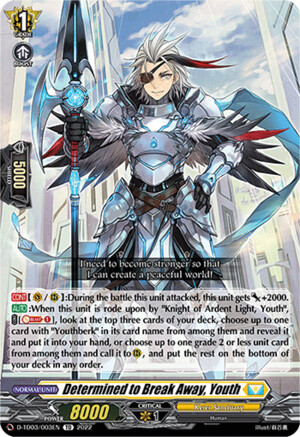 1
GRADE
BOOST
SHIELD
5000
I need to become stronger so that
I can create a peaceful world!
CONT [V/R]:During the battle this unit attacked, this unit gets +2000.
AUTO:When this unit is rode upon by "Knight of Ardent Light, Youth",
look at the top three cards of your deck, choose up to one
card with "Youthberk" in its card name from among them and reveal it
and put it into your hand, or choose up to one grade 2 or less unit card
from among them and call it to R, and put the rest on the bottom of
your deck in any order.
NORMAL UNIT
Determined to Break Away, Youth
POWER
8000
CRITICAL
1
Keter Sanctuary
Human
D-TD03/003EN
2022